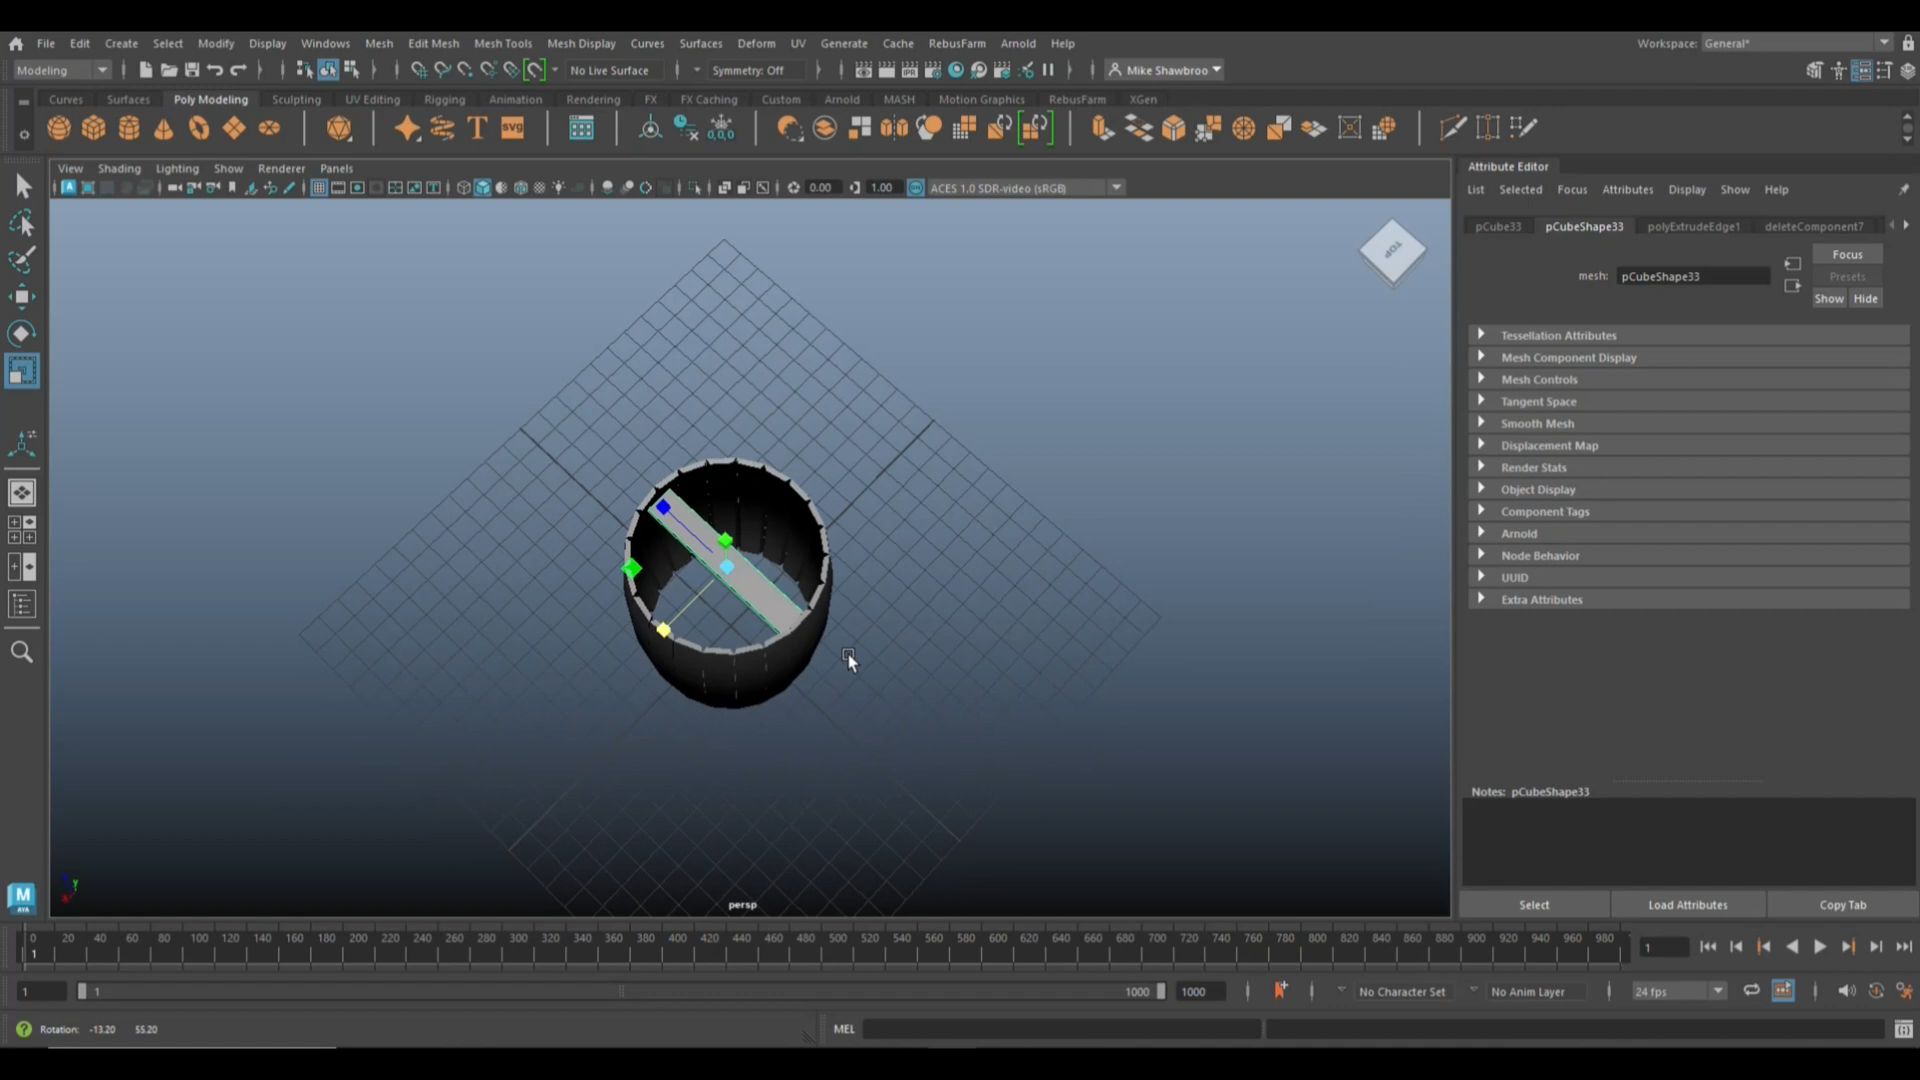 File Edit Create Select Modify Display Windows Mesh Edit Mesh Mesh Tools Mesh Display Curves Surfaces Deform UV Generate Cache RebusFarm Arnold Help Workspace: General*
Modeling No Live Surface Symmetry: Off IPR Mike Shawbroo
Curves Surfaces Poly Modeling Sculpting UV Editing Rigging Animation Rendering FX FX Caching Custom Arnold MASH Motion Graphics RebusFarm XGen
T SVG 0,0,0
View Shading Lighting Show Renderer Panels
0.00 1.00 ACES 1.0 SDR-video (sRGB)
TOP
persp
y
M
AYA
Attribute Editor
List Selected Focus Attributes Display Show Help
pCube33 pCubeShape33 polyExtrudeEdge1 deleteComponent7
Focus
mesh: pCubeShape33 Presets
Show Hide
Tessellation Attributes
Mesh Component Display
Mesh Controls
Tangent Space
Smooth Mesh
Displacement Map
Render Stats
Object Display
Component Tags
Arnold
Node Behavior
UUID
Extra Attributes
Notes: pCubeShape33
Select Load Attributes Copy Tab
0 20 40 60 80 100 120 140 160 180 200 220 240 260 280 300 320 340 360 380 400 420 440 460 480 500 520 540 560 580 600 620 640 660 680 700 720 740 760 780 800 820 840 860 880 900 920 940 960 980
1 1
1 1 1000 1000 No Character Set No Anim Layer 24 fps
Rotation: -13.20 55.20 MEL